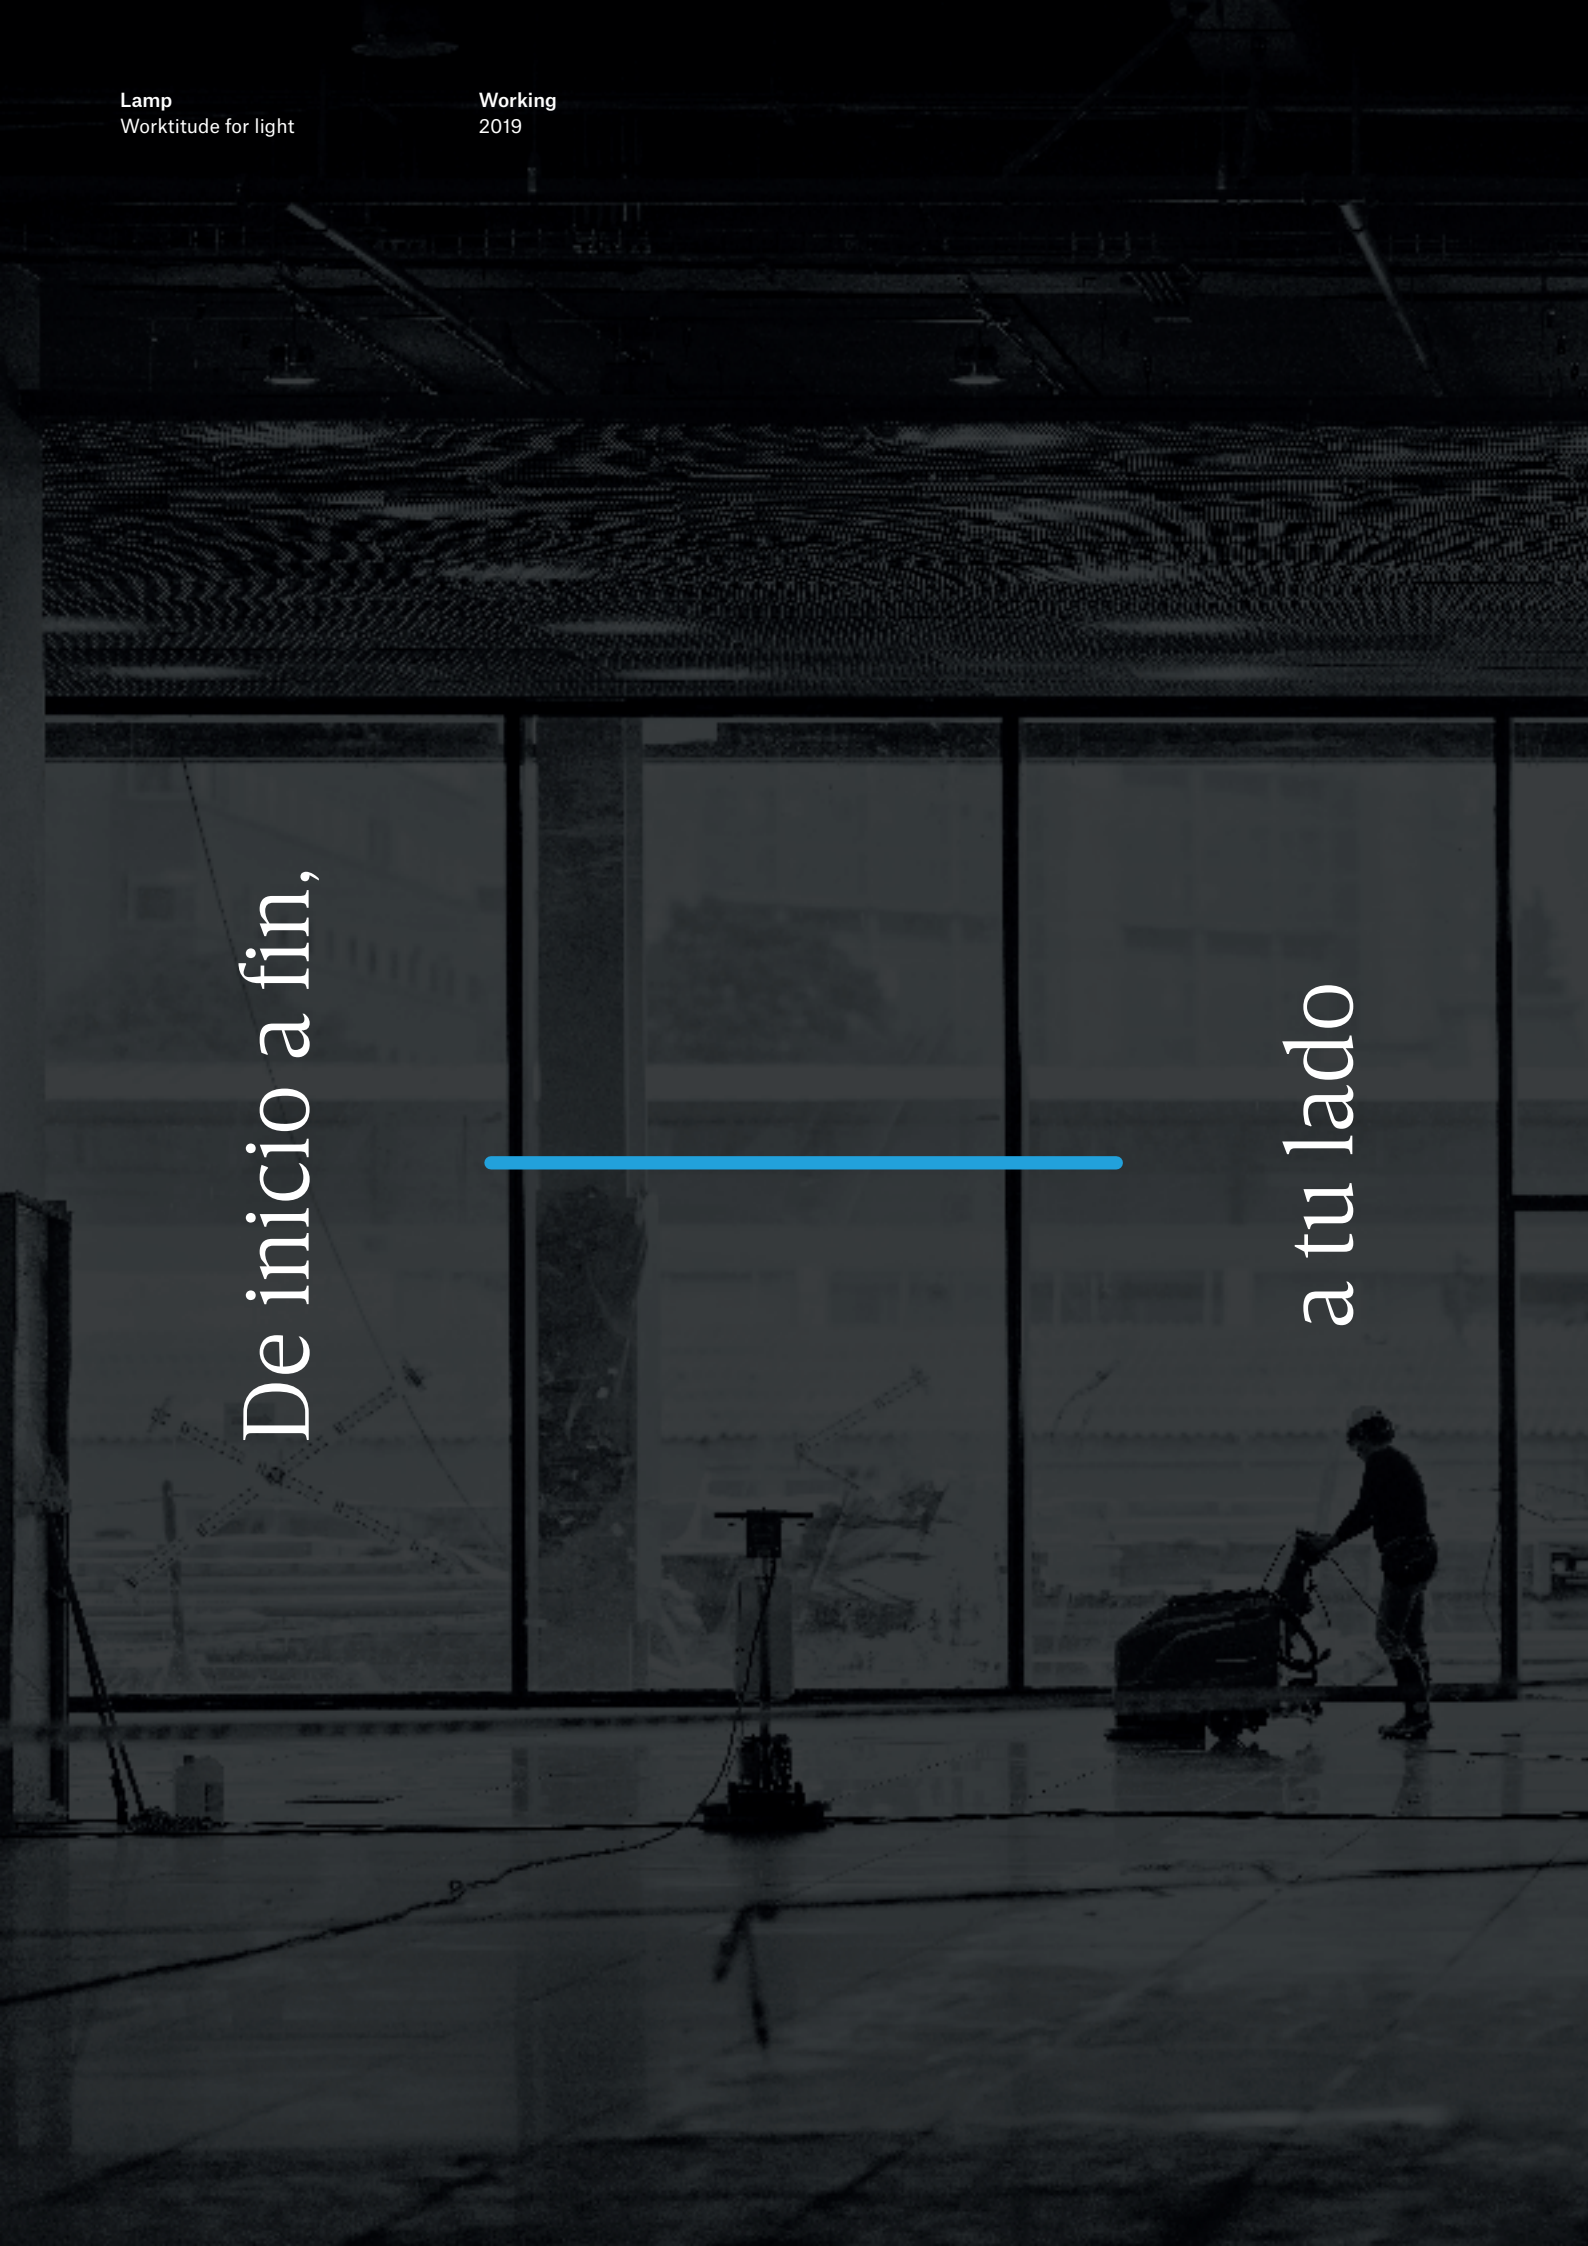 Lamp
Worktitude for light
Working
2019
De inicio a fin,
a tu lado